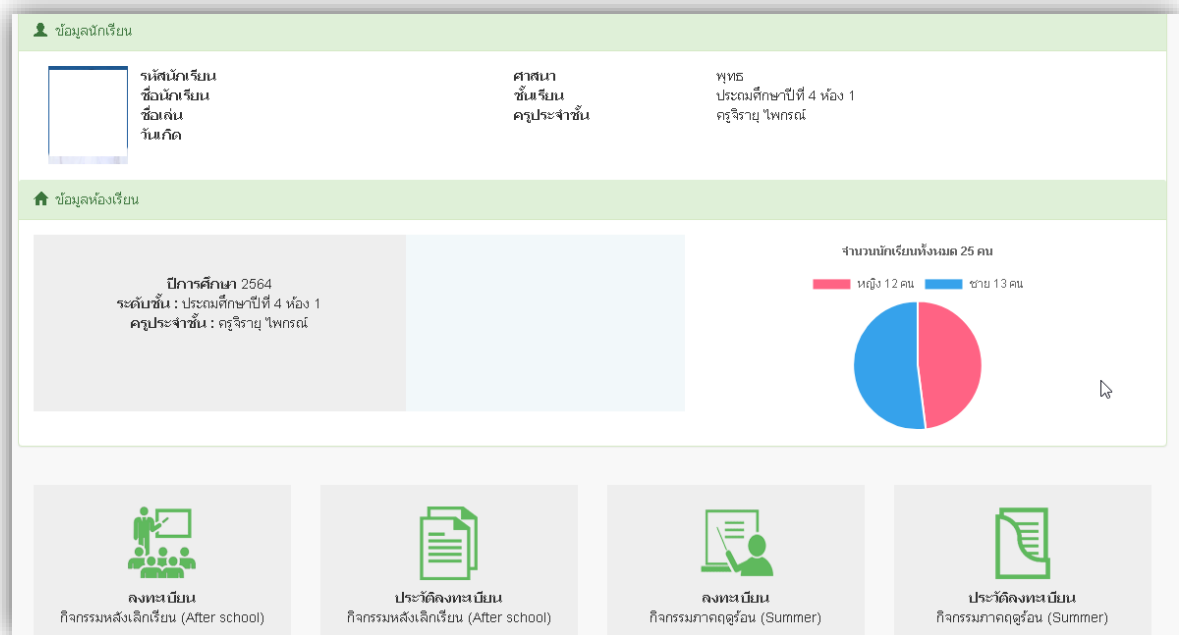 ข้อมูลนักเรียน
รหัสนักเรียน
ชื่อนักเรียน
ชื่อเล่น
วันเกิด
ศาสนา พุทธ
ชั้นเรียน ประถมศึกษาปีที่ 4 ห้อง 1
ครูประจำชั้น ครูจิรายุ ไพกรณ์
ข้อมูลห้องเรียน
ปีการศึกษา 2564
ระดับชั้น : ประถมศึกษาปีที่ 4 ห้อง 1
ครูประจำชั้น : ครูจิรายุ ไพกรณ์
จำนวนนักเรียนทั้งหมด 25 คน
หญิง 12 คน ชาย 13 คน
ลงทะเบียน
กิจกรรมหลังเลิกเรียน (After school)
ประวัติลงทะเบียน
กิจกรรมหลังเลิกเรียน (After school)
ลงทะเบียน
กิจกรรมภาคฤดูร้อน (Summer)
ประวัติลงทะเบียน
กิจกรรมภาคฤดูร้อน (Summer)